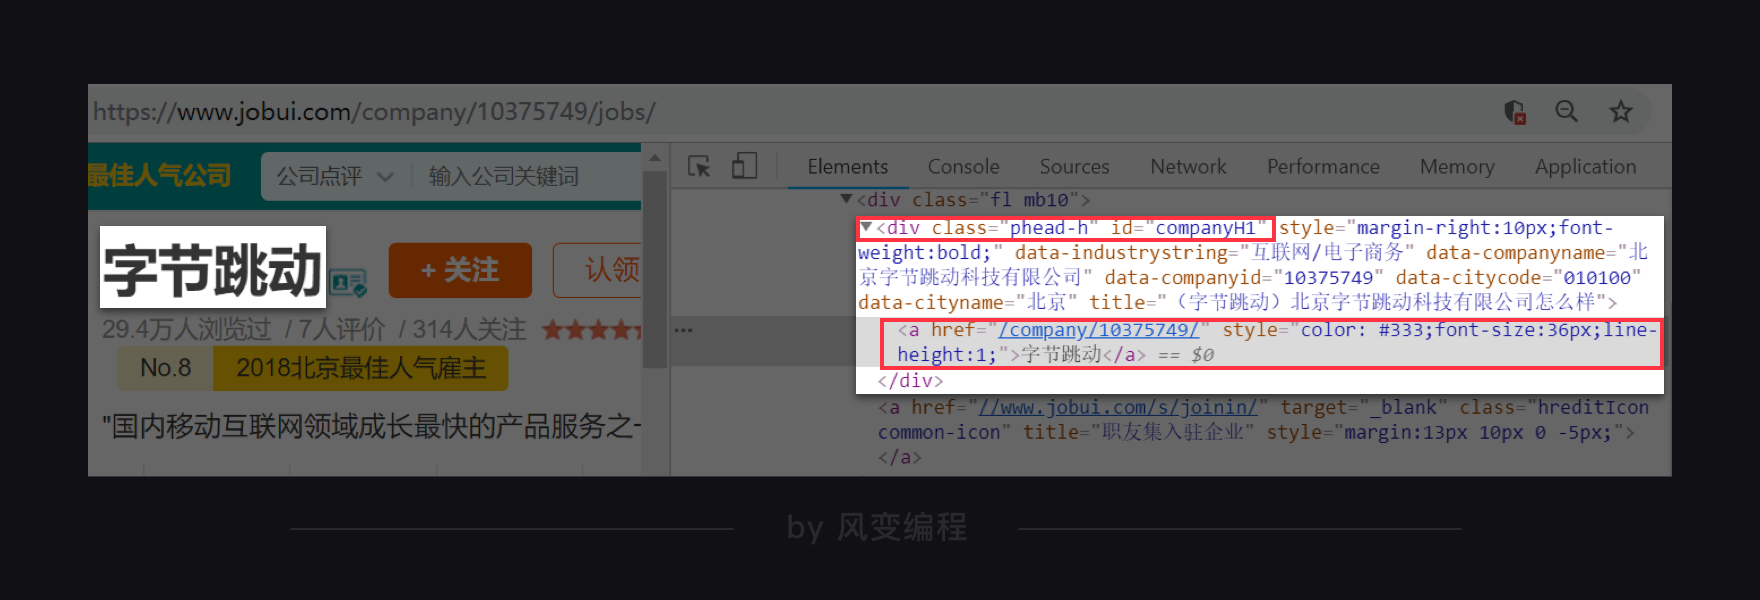 https://www.jobui.com/company/10375749/jobs/
最佳人气公司
公司点评
输入公司关键词
字节跳动
+ 关注
认领
29.4万人浏览过 / 7人评价 / 314人关注
No.8
2018北京最佳人气雇主
"国内移动互联网领域成长最快的产品服务之一
Elements Console Sources Network Performance Memory Application
▼<div class="fl mb10">
▼<div class="phead-h" id="companyH1" style="margin-right:10px;font-
weight:bold;" data-industrystring="互联网/电子商务" data-companyname="北
京字节跳动科技有限公司" data-companyid="10375749" data-citycode="010100"
data-cityname="北京" title="（字节跳动）北京字节跳动科技有限公司怎么样">
<a href="/company/10375749/" style="color: #333;font-size:36px;line-
height:1;">字节跳动</a> == $0
</div>
<a href="//www.jobui.com/s/joinin/" target="_blank" class="hreditIcon
common-icon" title="职友集入驻企业" style="margin:13px 10px 0 -5px;">
</a>
by 风变编程